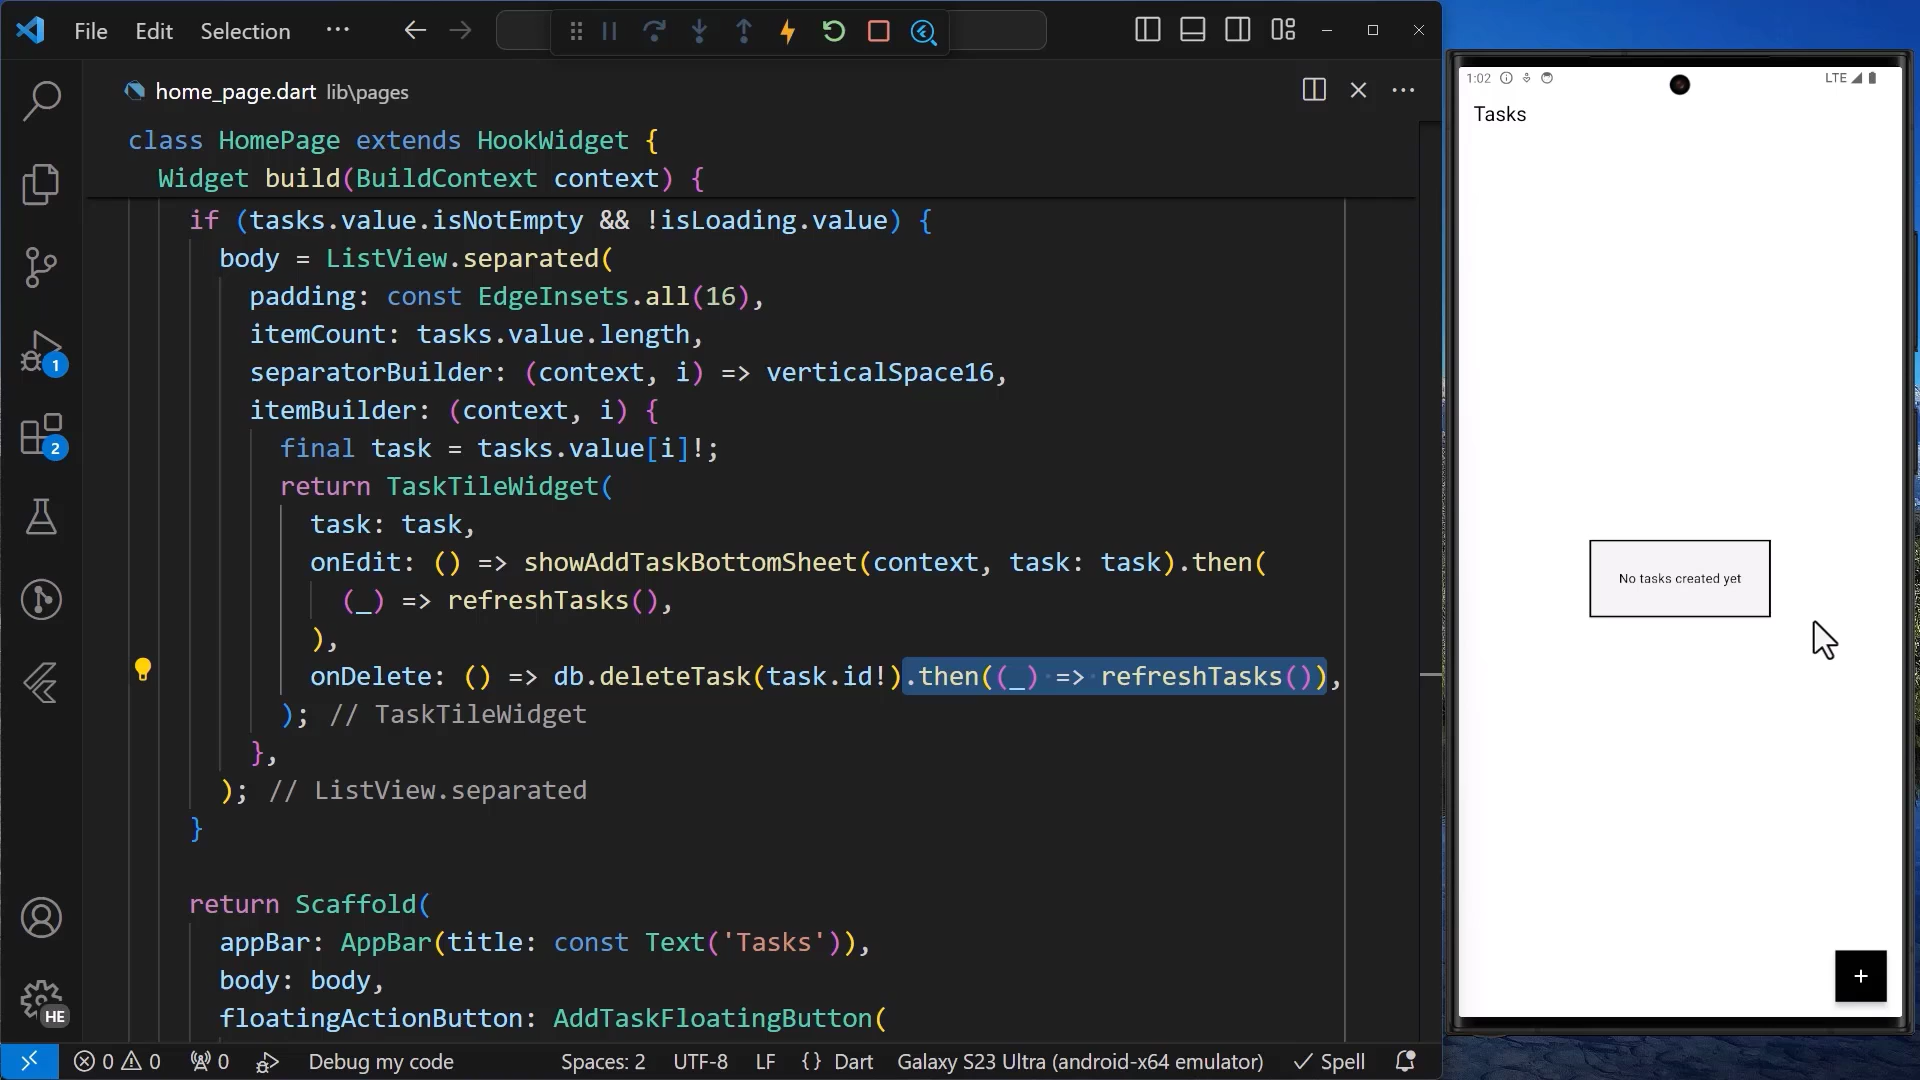 File Edit Selection ···
home_page.dart lib\pages
class HomePage extends HookWidget {
Widget build(BuildContext context) {
if (tasks.value.isNotEmpty && !isLoading.value) {
body = ListView.separated(
padding: const EdgeInsets.all(16),
itemCount: tasks.value.length,
separatorBuilder: (context, i) => verticalSpace16,
itemBuilder: (context, i) {
final task = tasks.value[i]!;
return TaskTileWidget(
task: task,
onEdit: () => showAddTaskBottomSheet(context, task: task).then(
(_) => refreshTasks(),
),
onDelete: () => db.deleteTask(task.id!).then((_) => refreshTasks()),
); // TaskTileWidget
},
); // ListView.separated
}
return Scaffold(
appBar: AppBar(title: const Text('Tasks')),
body: body,
floatingActionButton: AddTaskFloatingButton(
1
2
HE
0 0 0 Debug my code Spaces: 2 UTF-8 LF {} Dart Galaxy S23 Ultra (android-x64 emulator) Spell
1:02 LTE
Tasks
No tasks created yet
+